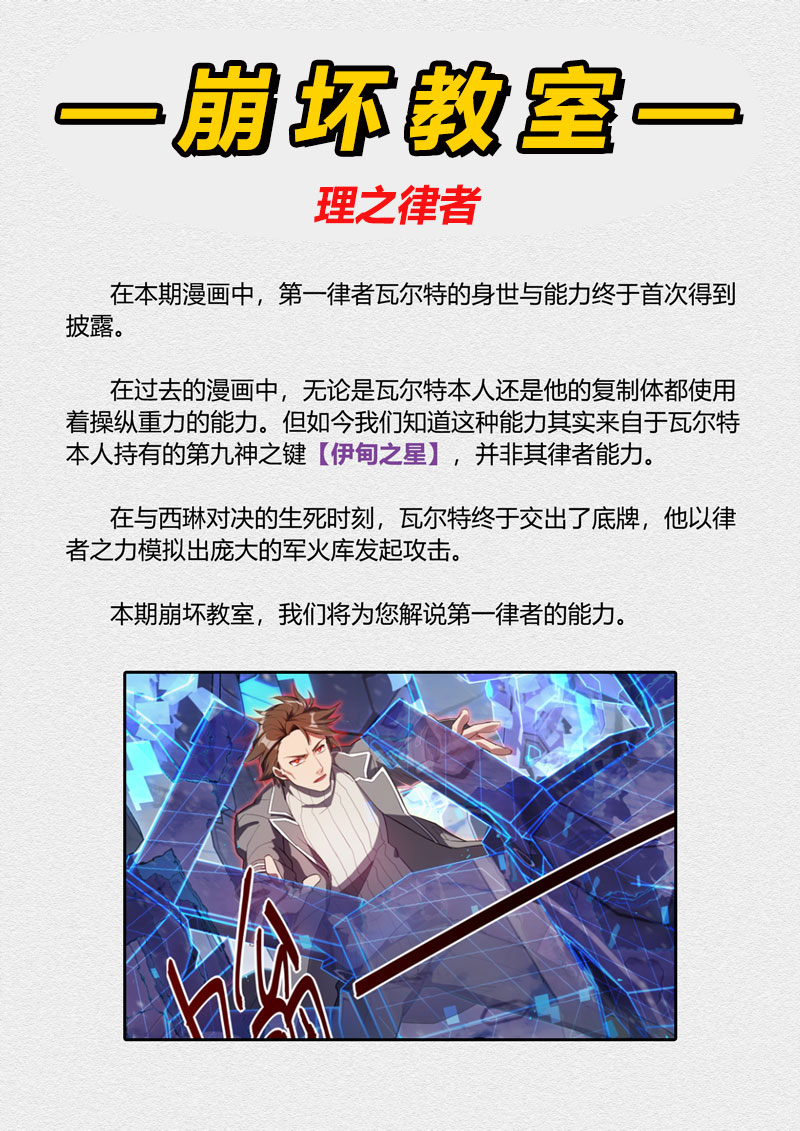 —崩坏教室—
理之律者
在本期漫画中，第一律者瓦尔特的身世与能力终于首次得到
披露。
在过去的漫画中，无论是瓦尔特本人还是他的复制体都使用
着操纵重力的能力。但如今我们知道这种能力其实来自于瓦尔特
本人持有的第九神之键【伊甸之星】，并非其律者能力。
在与西琳对决的生死时刻，瓦尔特终于交出了底牌，他以律
者之力模拟出庞大的军火库发起攻击。
本期崩坏教室，我们将为您解说第一律者的能力。